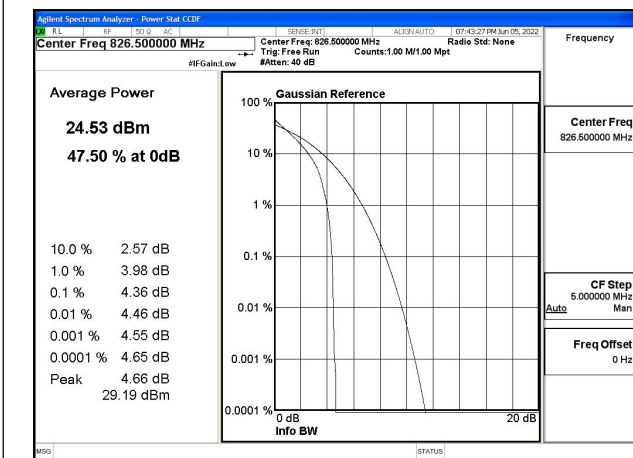 Agilent Spectrum Analyzer - Power Stat CCDF
RL RF 50 Ω AC SENSE:INT ALIGNAUTO 07:43:27 PM Jun 05, 2022
Center Freq 826.500000 MHz
Center Freq: 826.500000 MHz Radio Std: None
Trig: Free Run Counts:1.00 M/1.00 Mpt
#IFGain:Low #Atten: 40 dB
Frequency
Average Power
24.53 dBm
47.50 % at 0dB
10.0 % 2.57 dB
1.0 % 3.98 dB
0.1 % 4.36 dB
0.01 % 4.46 dB
0.001 % 4.55 dB
0.0001 % 4.65 dB
Peak 4.66 dB
29.19 dBm
Gaussian Reference
100 %
10 %
1 %
0.1 %
0.01 %
0.001 %
0.0001 %
0 dB 20 dB
Info BW
Center Freq
826.500000 MHz
CF Step
5.000000 MHz
Auto Man
Freq Offset
0 Hz
MSG STATUS